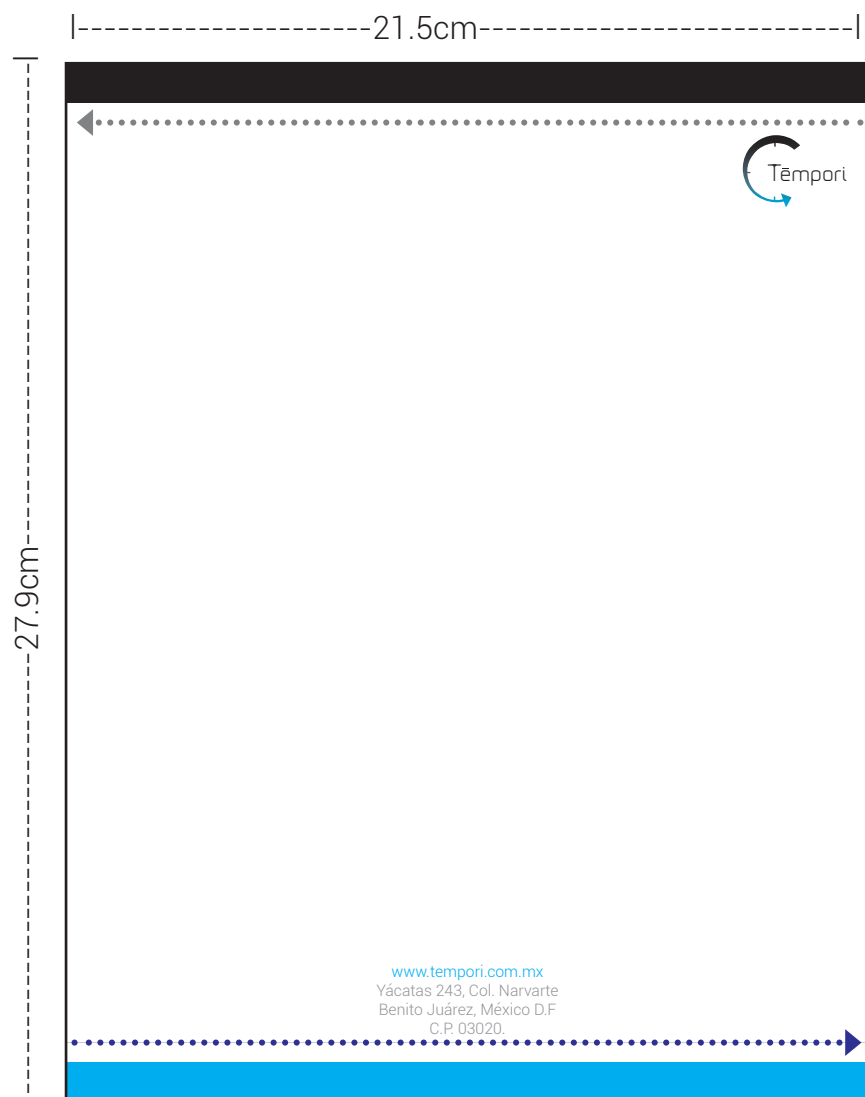 21.5cm
Tēmpori
27.9cm
www.tempori.com.mx
Yácatas 243, Col. Narvarte
Benito Juárez, México D.F
C.P. 03020.